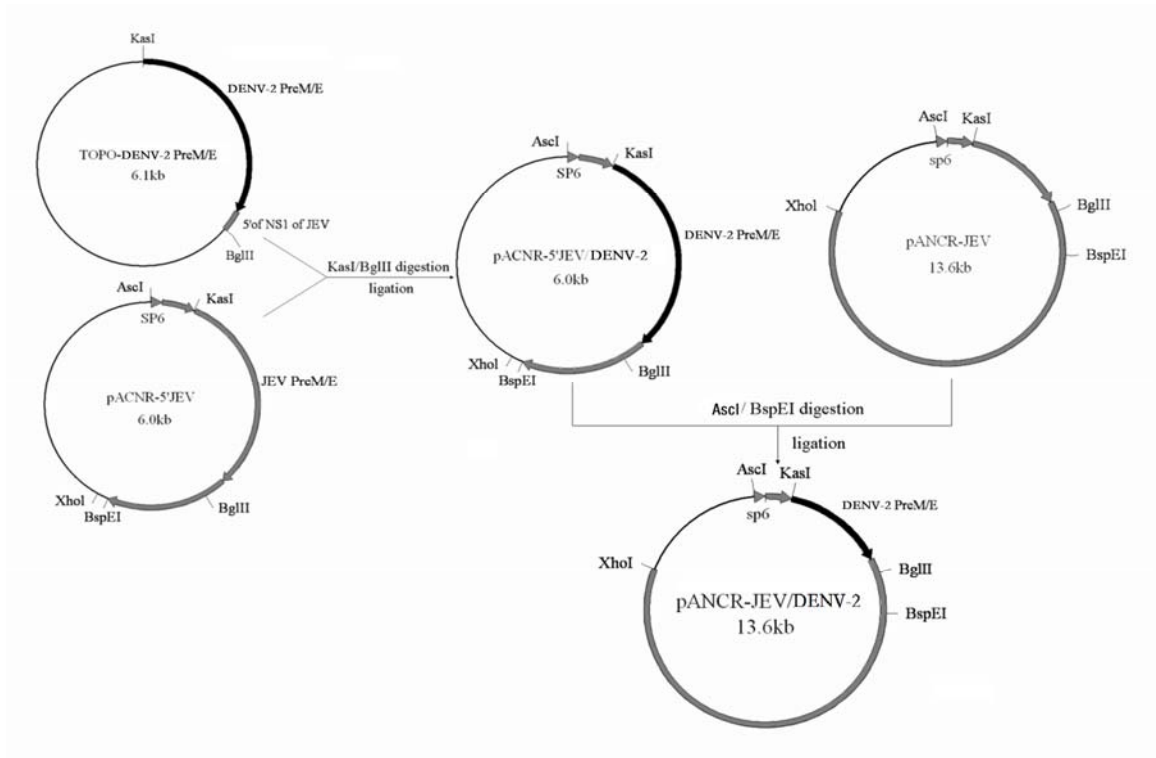 KasI
DENV-2 PreM/E
TOPO-DENV-2 PreM/E
6.1kb
5'of NS1 of JEV
BglII
AscI
KasI
SP6
JEV PreM/E
pACNR-5'JEV
6.0kb
XhoI
BspEI
BglII
KasI/BglII digestion
ligation
AscI
KasI
SP6
DENV-2 PreM/E
pACNR-5'JEV/DENV-2
6.0kb
XhoI
BspEI
BglII
AscI
KasI
sp6
XhoI
BglII
BspEI
pANCR-JEV
13.6kb
AscI/ BspEI digestion
ligation
AscI
KasI
sp6
DENV-2 PreM/E
XhoI
BglII
BspEI
pANCR-JEV/DENV-2
13.6kb